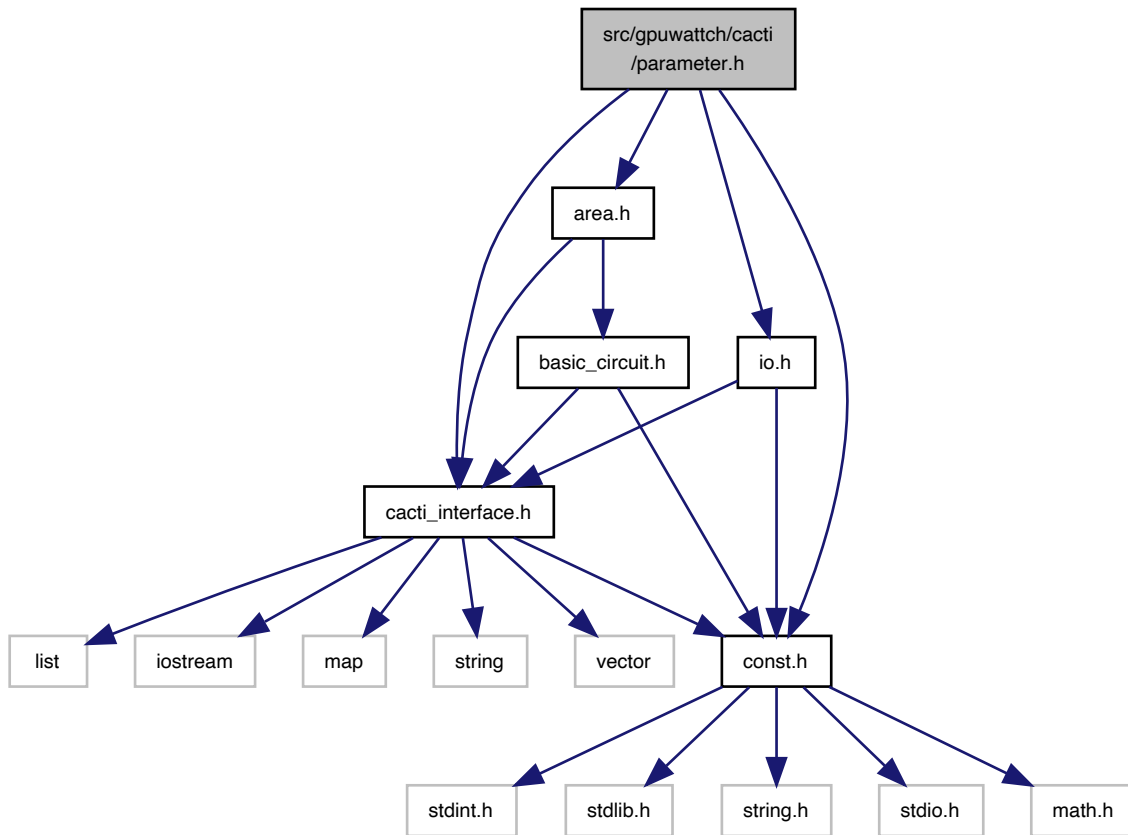 src/gpuwattch/cacti
/parameter.h
area.h
basic_circuit.h
io.h
cacti_interface.h
list
iostream
map
string
vector
const.h
stdint.h
stdlib.h
string.h
stdio.h
math.h